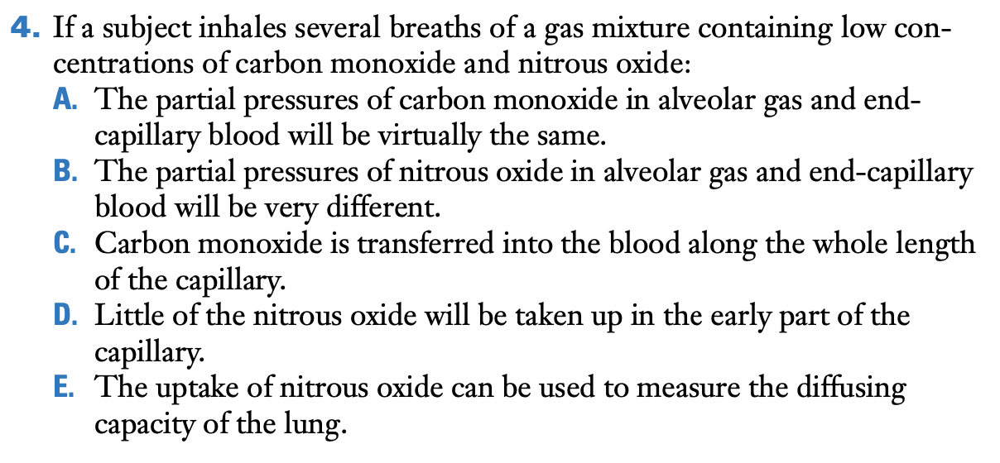 4. If a subject inhales several breaths of a gas mixture containing low con-
centrations of carbon monoxide and nitrous oxide:
A. The partial pressures of carbon monoxide in alveolar gas and end-
capillary blood will be virtually the same.
B. The partial pressures of nitrous oxide in alveolar gas and end-capillary
blood will be very different.
C. Carbon monoxide is transferred into the blood along the whole length
of the capillary.
D. Little of the nitrous oxide will be taken up in the early part of the
capillary.
E. The uptake of nitrous oxide can be used to measure the diffusing
capacity of the lung.